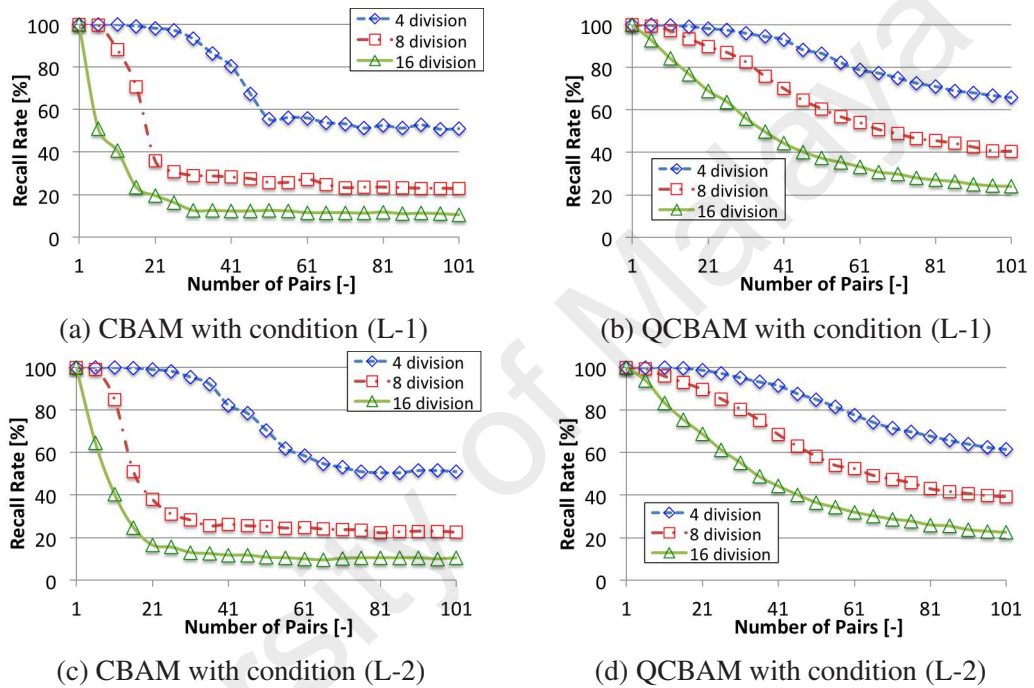 100
80
60
40
20
0
Recall Rate [%]
4 division
8 division
16 division
1 21 41 61 81 101
Number of Pairs [-]
(a) CBAM with condition (L-1)
100
80
60
40
20
0
Recall Rate [%]
4 division
8 division
16 division
1 21 41 61 81 101
Number of Pairs [-]
(b) QCBAM with condition (L-1)
100
80
60
40
20
0
Recall Rate [%]
4 division
8 division
16 division
1 21 41 61 81 101
Number of Pairs [-]
(c) CBAM with condition (L-2)
100
80
60
40
20
0
Recall Rate [%]
4 division
8 division
16 division
1 21 41 61 81 101
Number of Pairs [-]
(d) QCBAM with condition (L-2)
rsity of Malaya